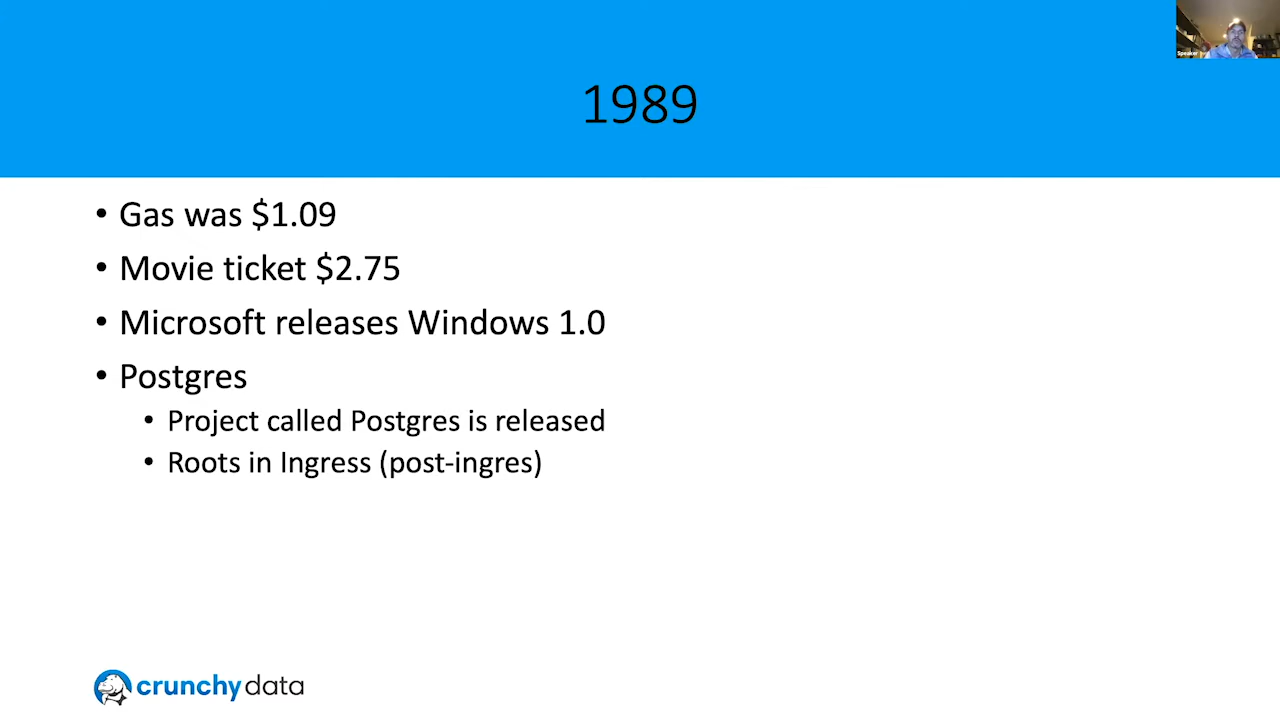 Speaker
1989
• Gas was $1.09
• Movie ticket $2.75
• Microsoft releases Windows 1.0
• Postgres
• Project called Postgres is released
• Roots in Ingress (post-ingres)
crunchy data